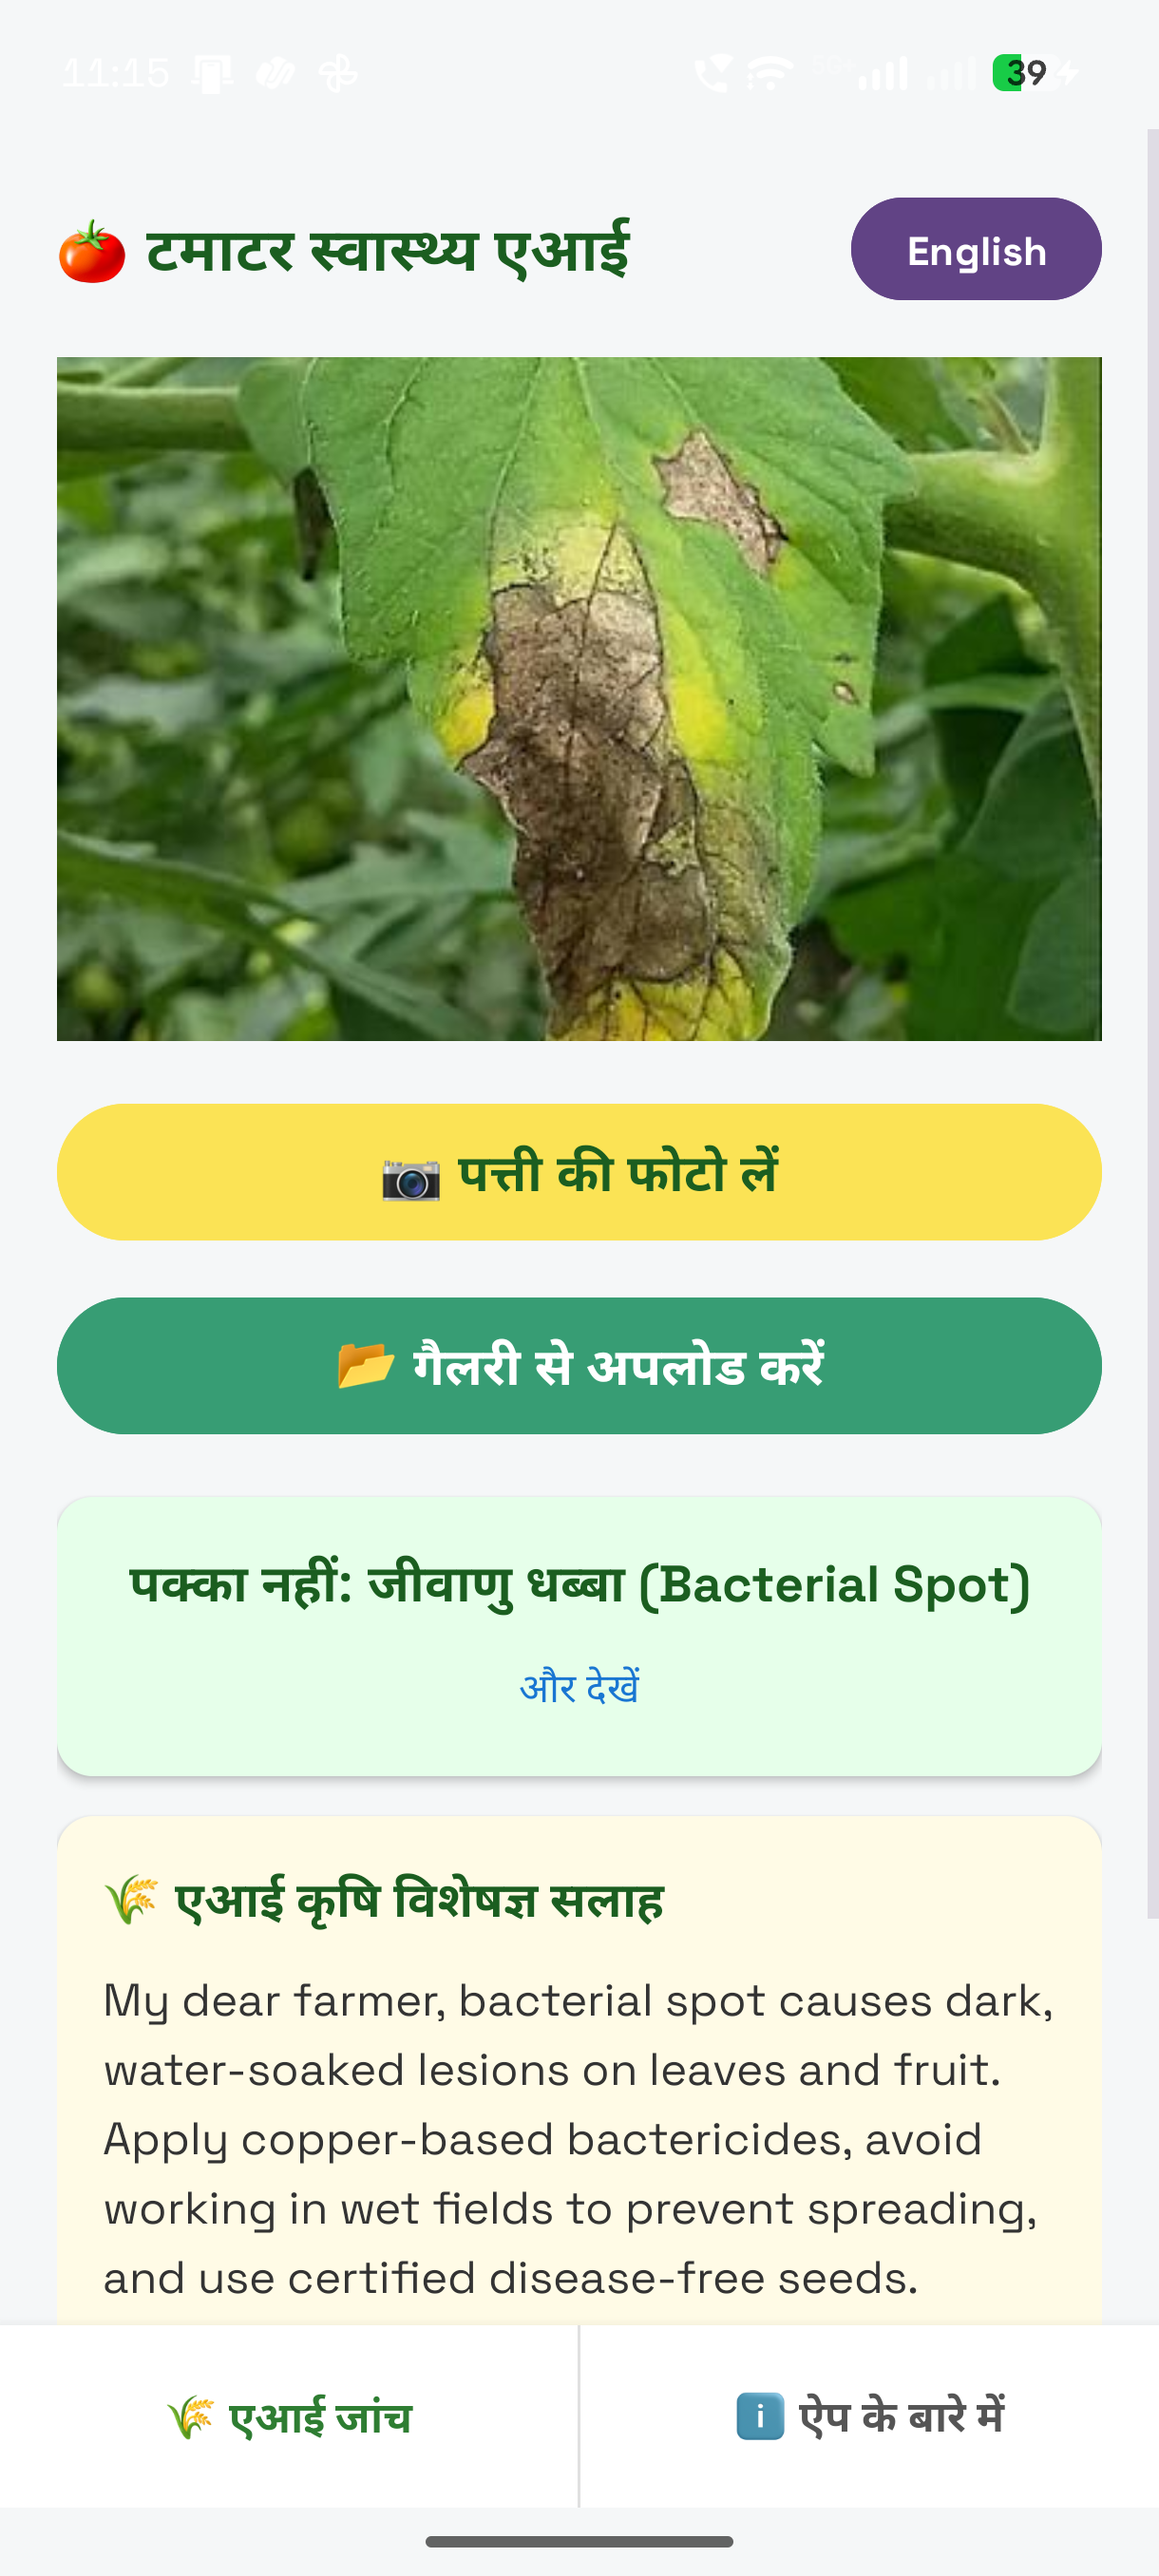 11:15
39
टमाटर स्वास्थ्य एआई
English
पत्ती की फोटो लें
गैलरी से अपलोड करें
पक्का नहीं: जीवाणु धब्बा (Bacterial Spot)
और देखें
एआई कृषि विशेषज्ञ सलाह
My dear farmer, bacterial spot causes dark,
water-soaked lesions on leaves and fruit.
Apply copper-based bactericides, avoid
working in wet fields to prevent spreading,
and use certified disease-free seeds.
एआई जांच
ऐप के बारे में